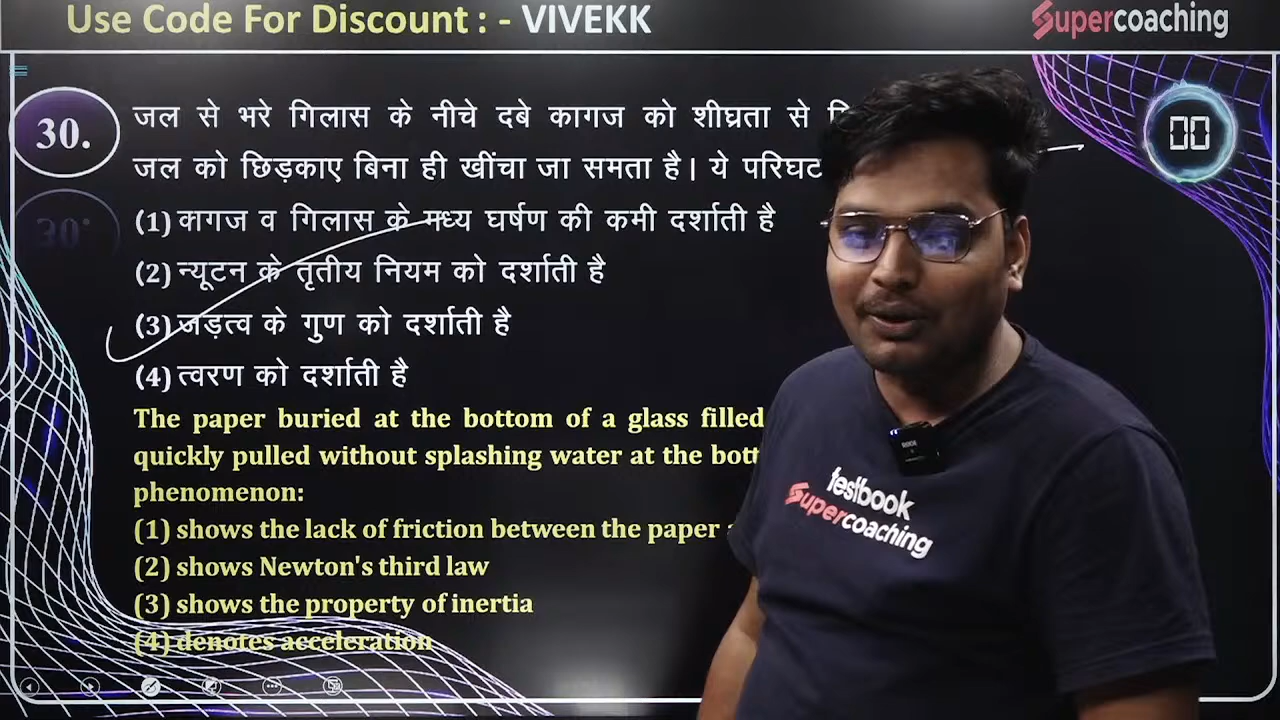 Use Code For Discount : - VIVEKK
Supercoaching
30.
00
जल से भरे गिलास के नीचे दबे कागज को शीघ्रता से
जल को छिड़काए बिना ही खींचा जा समता है। ये परिघट
(1) कागज व गिलास के मध्य घर्षण की कमी दर्शाती है
(2) न्यूटन के तृतीय नियम को दर्शाती है
(3) जड़त्व के गुण को दर्शाती है
(4) त्वरण को दर्शाती है
The paper buried at the bottom of a glass filled
quickly pulled without splashing water at the bott
phenomenon:
(1) shows the lack of friction between the paper
(2) shows Newton's third law
(3) shows the property of inertia
(4) denotes acceleration
testbook
Supercoaching